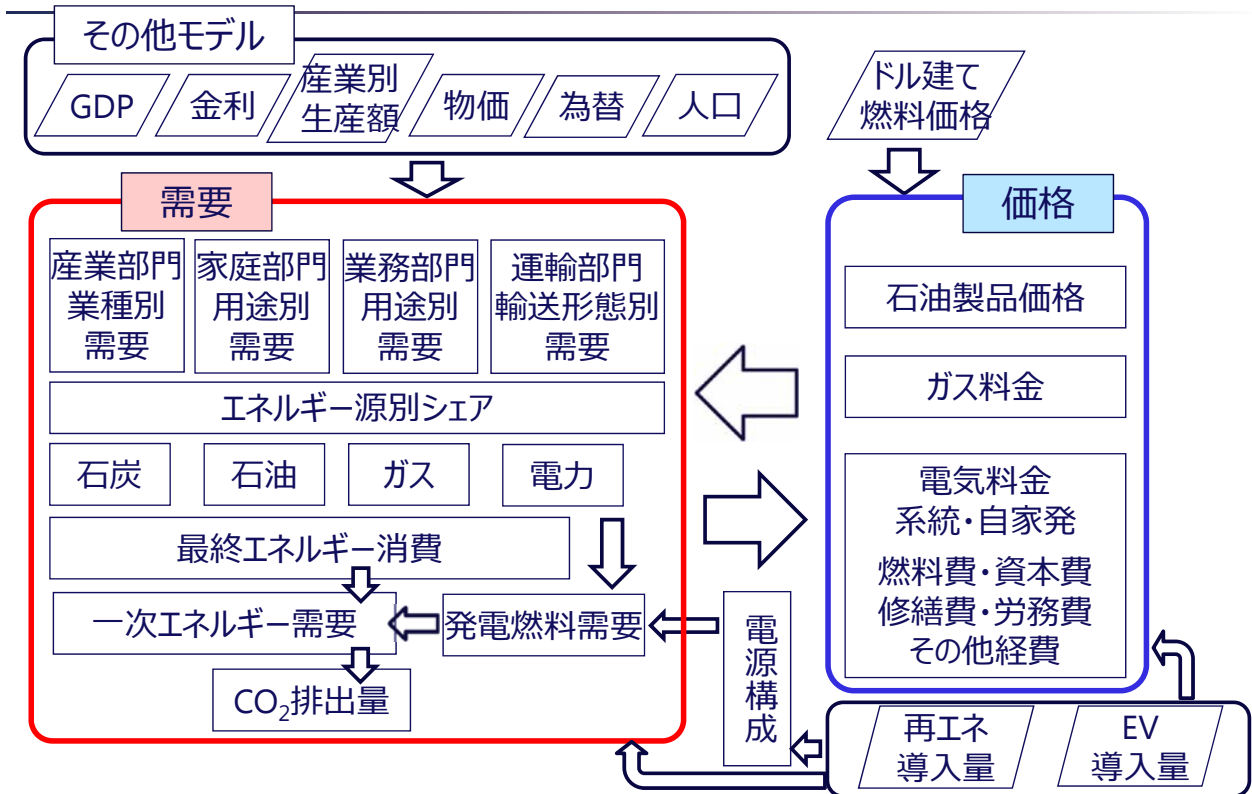 その他モデル
GDP
金利
産業別
生産額
物価
為替
人口
ドル建て
燃料価格
需要
産業部門
業種別
需要
家庭部門
用途別
需要
業務部門
用途別
需要
運輸部門
輸送形態別
需要
エネルギー源別シェア
石炭
石油
ガス
電力
最終エネルギー消費
一次エネルギー需要
発電燃料需要
CO₂排出量
電源構成
価格
石油製品価格
ガス料金
電気料金
系統・自家発
燃料費・資本費
修繕費・労務費
その他経費
再エネ
導入量
EV
導入量